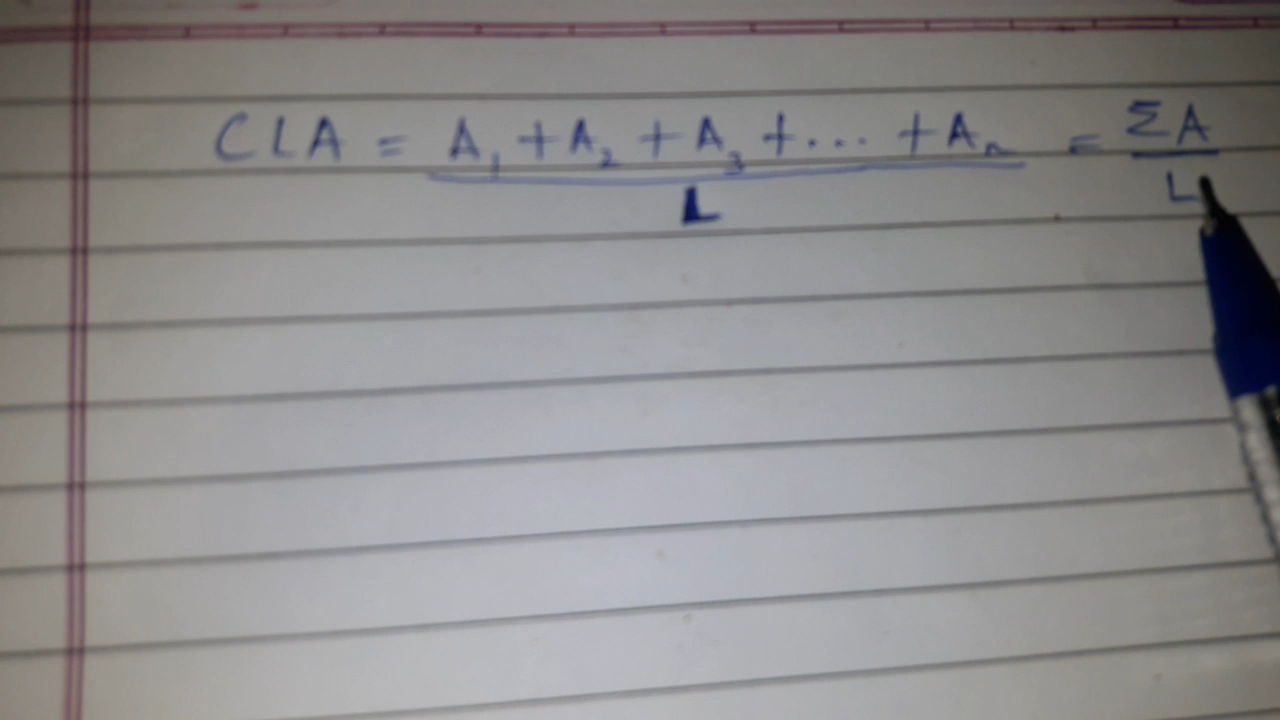 CLA = A₁ + A₂ + A₃ + ... + Aₙ = ΣA
L L